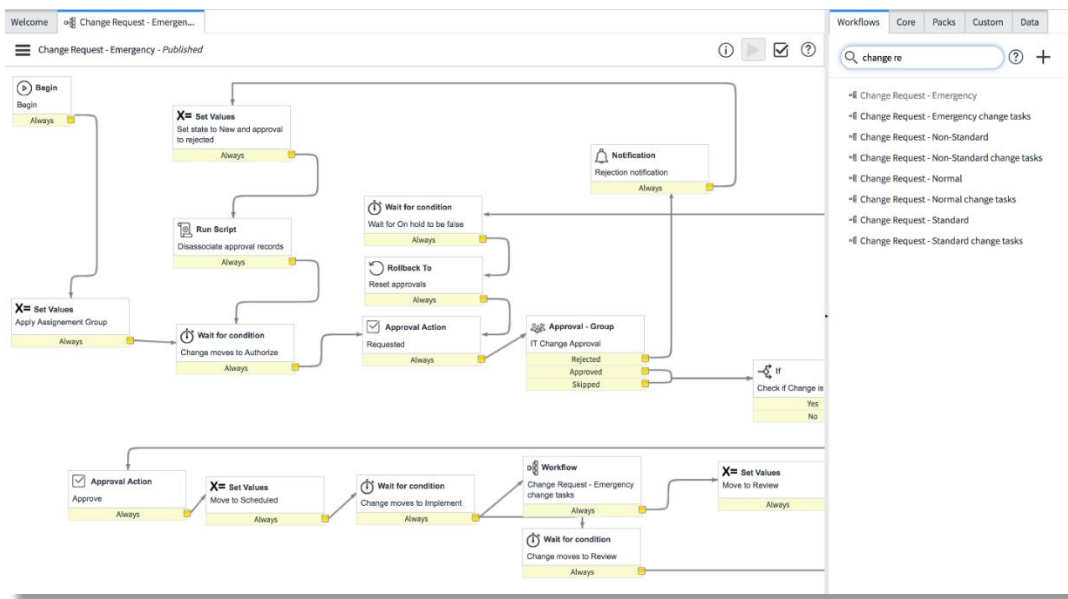 Welcome
Change Request - Emergen...
Workflows
Core
Packs
Custom
Data
Change Request - Emergency - Published
change re
Begin
Begin
Always
X= Set Values
Set state to New and approval
to rejected
Always
Notification
Rejection notification
Always
Wait for condition
Wait for On hold to be false
Always
Run Script
Disassociate approval records
Always
Rollback To
Reset approvals
Always
X= Set Values
Apply Assignement Group
Always
Wait for condition
Change moves to Authorize
Always
Approval Action
Requested
Always
Approval - Group
IT Change Approval
Rejected
Approved
Skipped
If
Check if Change is
Yes
No
Approval Action
Approve
Always
X= Set Values
Move to Scheduled
Always
Wait for condition
Change moves to Implement
Always
Workflow
Change Request - Emergency
change tasks
Always
X= Set Values
Move to Review
Always
Wait for condition
Change moves to Review
Always
Change Request - Emergency
Change Request - Emergency change tasks
Change Request - Non-Standard
Change Request - Non-Standard change tasks
Change Request - Normal
Change Request - Normal change tasks
Change Request - Standard
Change Request - Standard change tasks